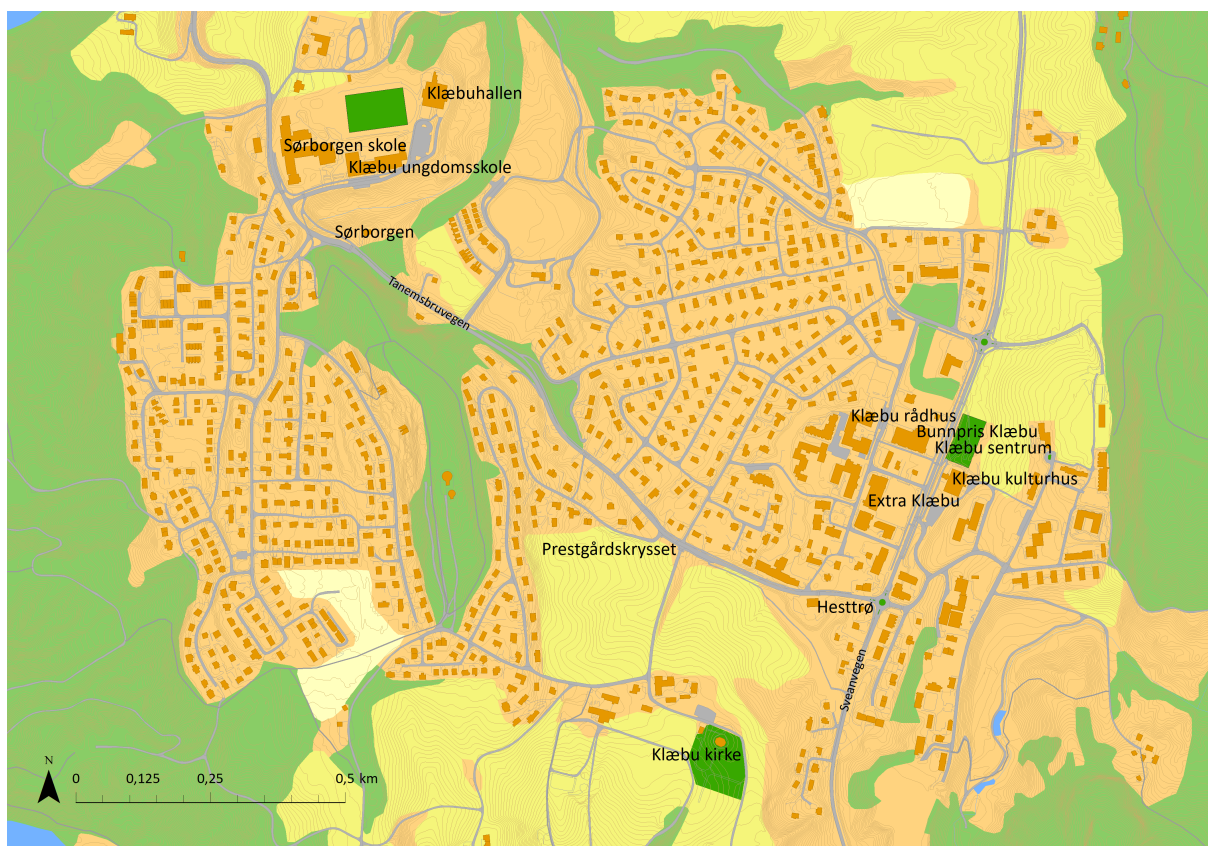 Klæbuhallen
Sørborgen skole
Klæbu ungdomsskole
Sørborgen
Tanemsbruvegen
Klæbu rådhus
Bunnpris Klæbu
Klæbu sentrum
Klæbu kulturhus
Extra Klæbu
Prestgårdskrysset
Hesttrø
Sveanvegen
Klæbu kirke
N
0 0,125 0,25 0,5 km